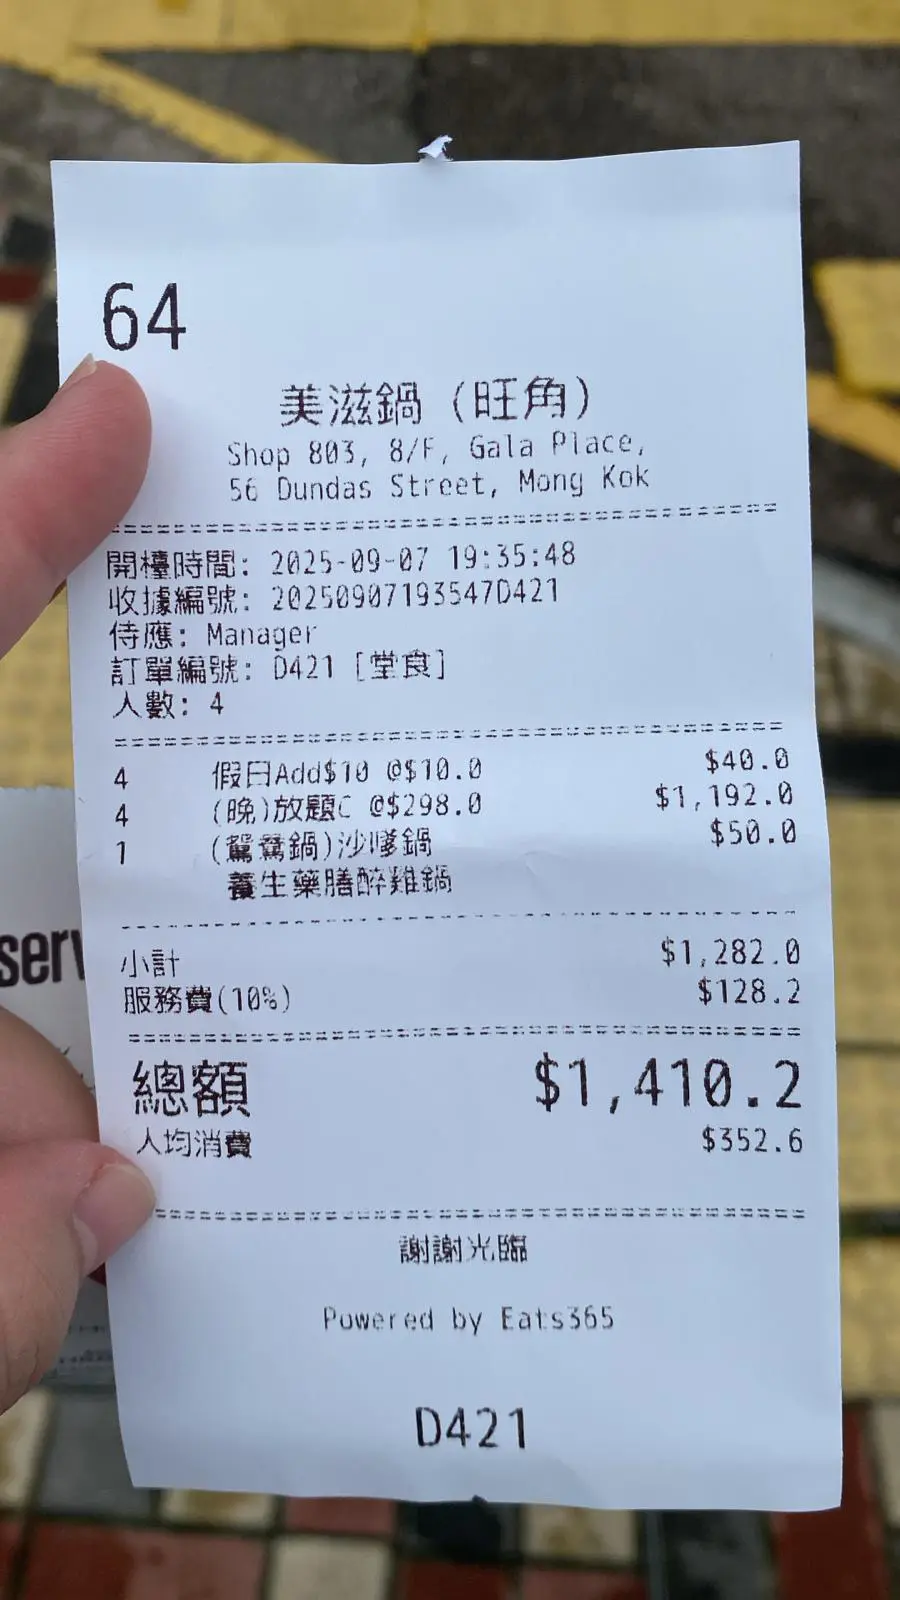 64
美滋鍋 (旺角)
Shop 803, 8/F, Gala Place,
56 Dundas Street, Mong Kok
開檯時間: 2025-09-07 19:35:48
收據編號: 20250907193547D421
侍應: Manager
訂單編號: D421 [堂食]
人數: 4
4 假日Add$10 @$10.0 $40.0
4 (晚)放題C @$298.0 $1,192.0
1 (鴛鴦鍋)沙嗲鍋 $50.0
養生藥膳醉雞鍋
小計 $1,282.0
服務費(10%) $128.2
總額 $1,410.2
人均消費 $352.6
謝謝光臨
Powered by Eats365
D421
serv